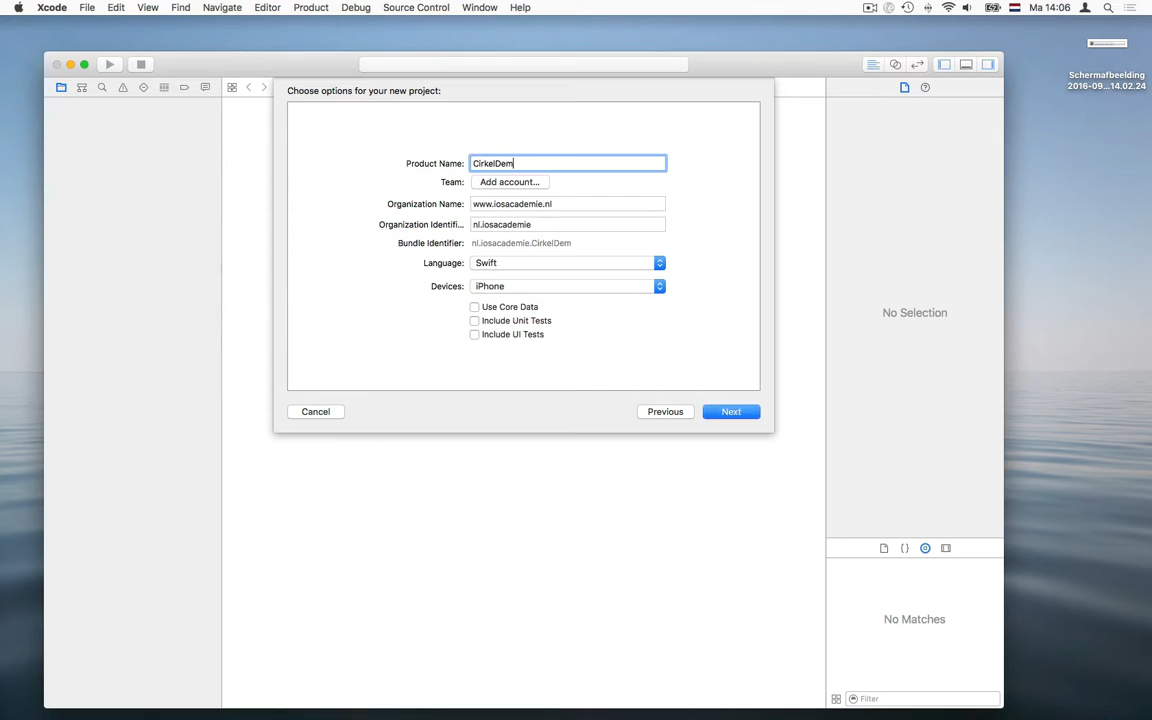 Xcode File Edit View Find Navigate Editor Product Debug Source Control Window Help Ma 14:06
Schermafbeelding
2016-09...14.02.24
Choose options for your new project:
Product Name: CirkelDem
Team: Add account...
Organization Name: www.iosacademie.nl
Organization Identifi... nl.iosacademie
Bundle Identifier: nl.iosacademie.CirkelDem
Language: Swift
Devices: iPhone
Use Core Data
Include Unit Tests
Include UI Tests
Cancel Previous Next
No Selection
No Matches
Filter